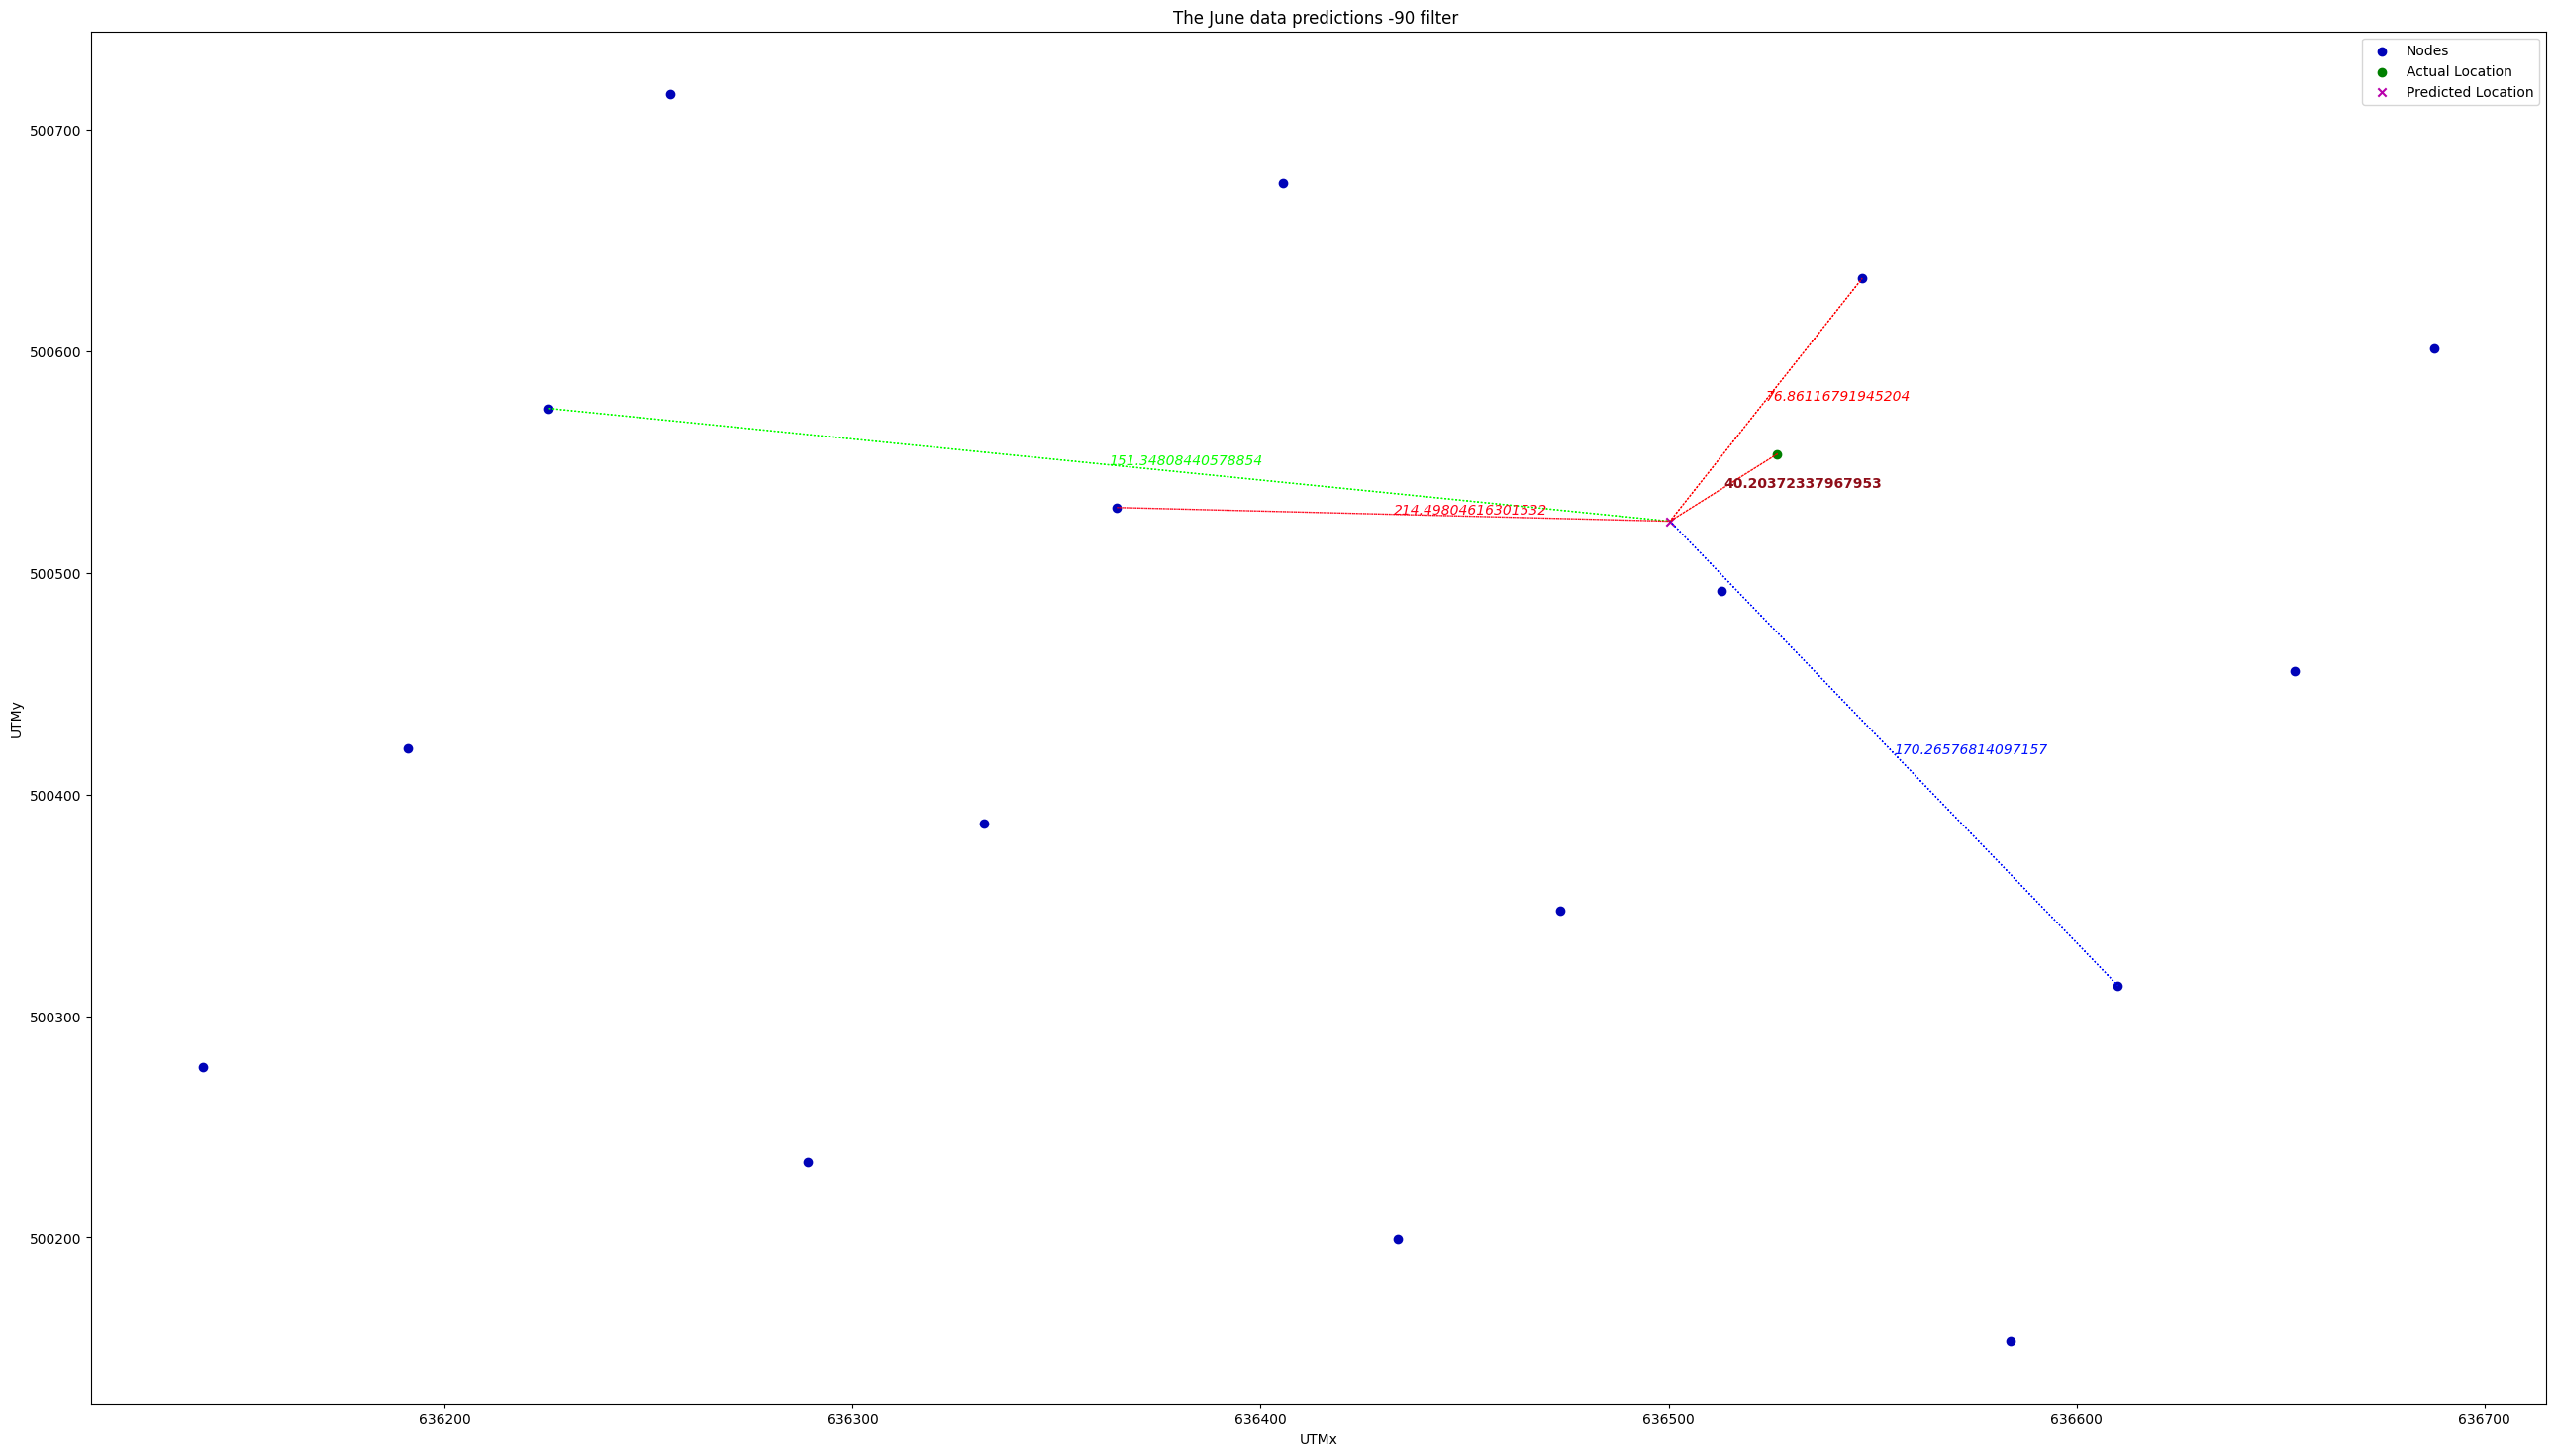 The June data predictions -90 filter
Nodes
Actual Location
Predicted Location
500700
500600
500500
500400
500300
500200
UTMy
76.86116791945204
151.34808440578854
40.20372337967953
214.49804616301532
170.26576814097157
636200
636300
636400
636500
636600
636700
UTMx